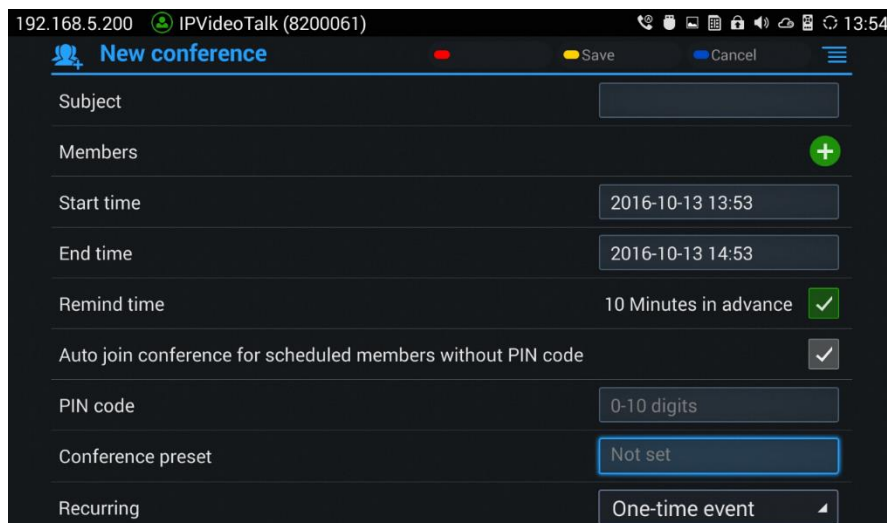 192.168.5.200 IPVideoTalk (8200061) 13:54
New conference Save Cancel
Subject
Members
Start time 2016-10-13 13:53
End time 2016-10-13 14:53
Remind time 10 Minutes in advance
Auto join conference for scheduled members without PIN code
PIN code 0-10 digits
Conference preset Not set
Recurring One-time event